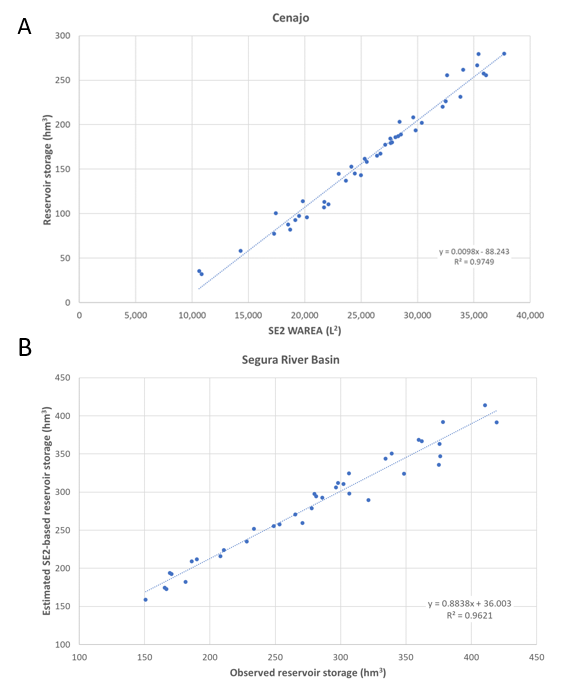 A
Cenajo
Reservoir storage (hm³)
300
250
200
150
100
50
0
y = 0.0098x - 88.243
R² = 0.9749
0 5,000 10,000 15,000 20,000 25,000 30,000 35,000 40,000
SE2 WAREA (L²)
B
Segura River Basin
Estimated SE2-based reservoir storage (hm³)
450
400
350
300
250
200
150
100
y = 0.8838x + 36.003
R² = 0.9621
100 150 200 250 300 350 400 450
Observed reservoir storage (hm³)